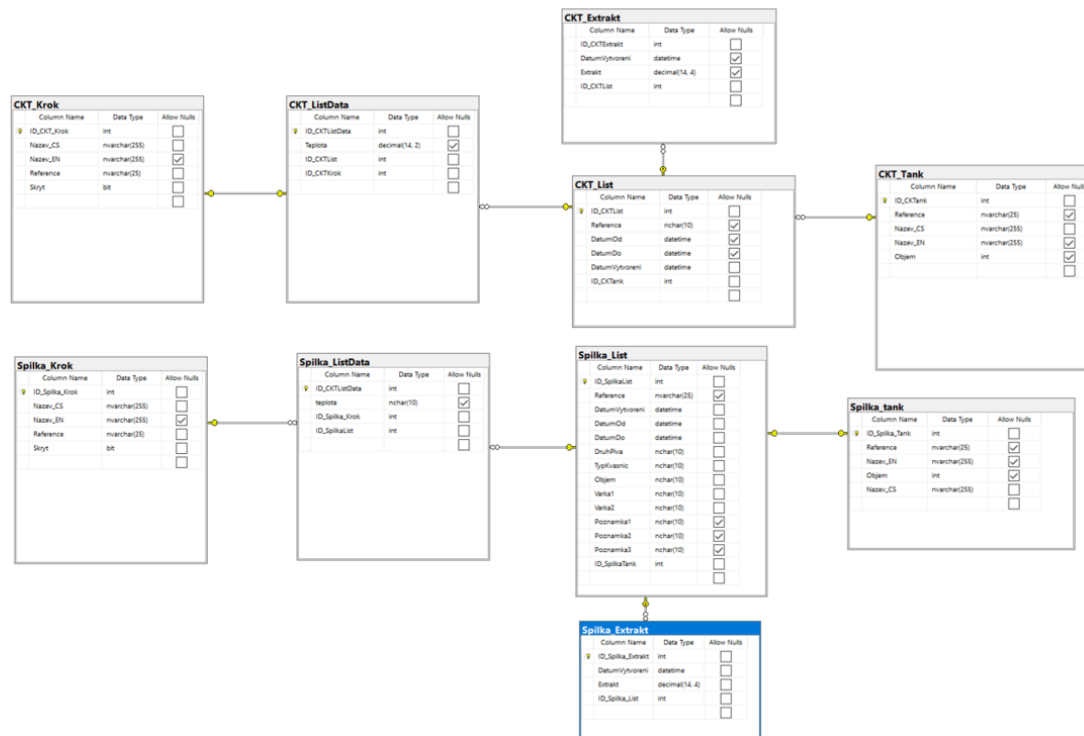 CKT_Extrakt
Column Name Data Type Allow Nulls
ID_CKTExtrakt int
DatumVytvoreni datetime
Extrakt decimal(14, 4)
ID_CKTList int
CKT_Krok
Column Name Data Type Allow Nulls
ID_CKT_Krok int
Nazev_CS nvarchar(255)
Nazev_EN nvarchar(255)
Reference nvarchar(25)
Skryt bit
CKT_ListData
Column Name Data Type Allow Nulls
ID_CKTListData int
Teplota decimal(14, 2)
ID_CKTList int
ID_CKTKrok int
CKT_List
Column Name Data Type Allow Nulls
ID_CKTList int
Reference nchar(10)
DatumOd datetime
DatumDo datetime
DatumVytvoreni datetime
ID_CKTank int
CKT_Tank
Column Name Data Type Allow Nulls
ID_CKTank int
Reference nvarchar(25)
Nazev_CS nvarchar(255)
Nazev_EN nvarchar(255)
Objem int
Spilka_Krok
Column Name Data Type Allow Nulls
ID_Spilka_Krok int
Nazev_CS nvarchar(255)
Nazev_EN nvarchar(255)
Reference nvarchar(25)
Skryt bit
Spilka_ListData
Column Name Data Type Allow Nulls
ID_CKTListData int
teplota nchar(10)
ID_Spilka_Krok int
ID_SpilkaList int
Spilka_List
Column Name Data Type Allow Nulls
ID_SpilkaList int
Reference nvarchar(25)
DatumVytvoreni datetime
DatumOd datetime
DatumDo datetime
DruhPiva nchar(10)
TypKvasnic nchar(10)
Objem nchar(10)
Varka1 nchar(10)
Varka2 nchar(10)
Poznamka1 nchar(10)
Poznamka2 nchar(10)
Poznamka3 nchar(10)
ID_SpilkaTank int
Spilka_tank
Column Name Data Type Allow Nulls
ID_Spilka_Tank int
Reference nvarchar(25)
Nazev_EN nvarchar(255)
Objem int
Nazev_CS nvarchar(255)
Spilka_Extrakt
Column Name Data Type Allow Nulls
ID_Spilka_Extrakt int
DatumVytvoreni datetime
Extrakt decimal(14, 4)
ID_Spilka_List int